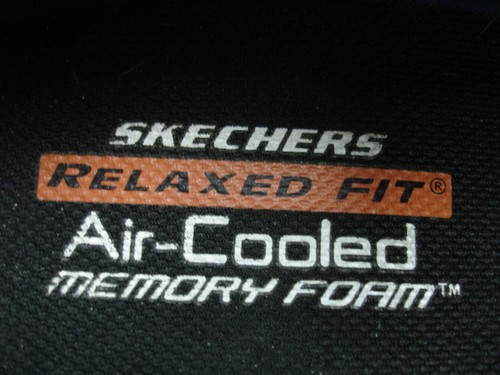 SKECHERS
RELAXED FIT®
Air-Cooled
MEMORY FOAM™